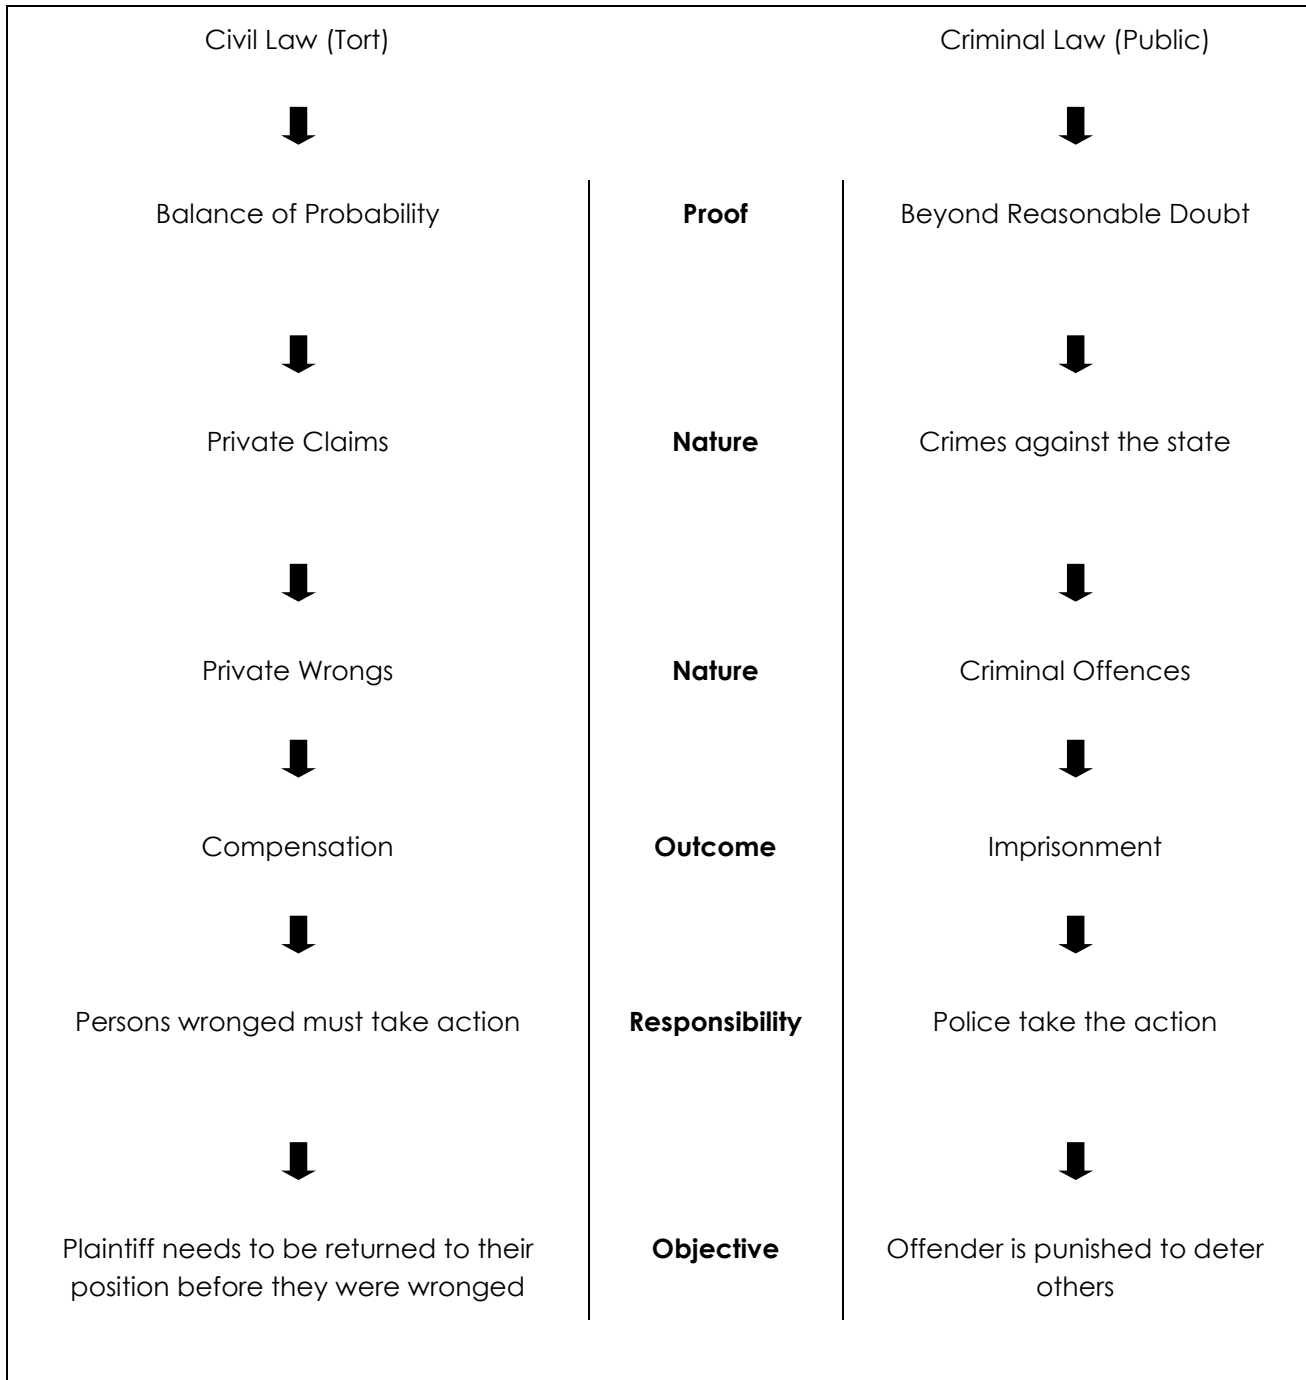 Civil Law (Tort) Criminal Law (Public)
Balance of Probability Proof Beyond Reasonable Doubt
Private Claims Nature Crimes against the state
Private Wrongs Nature Criminal Offences
Compensation Outcome Imprisonment
Persons wronged must take action Responsibility Police take the action
Plaintiff needs to be returned to their Objective Offender is punished to deter
position before they were wronged others